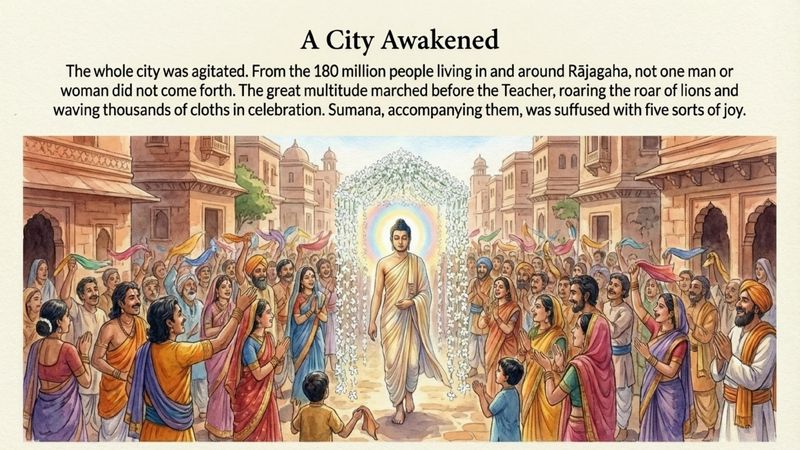 A City Awakened
The whole city was agitated. From the 180 million people living in and around Rājagaha, not one man or
woman did not come forth. The great multitude marched before the Teacher, roaring the roar of lions and
waving thousands of cloths in celebration. Sumana, accompanying them, was suffused with five sorts of joy.